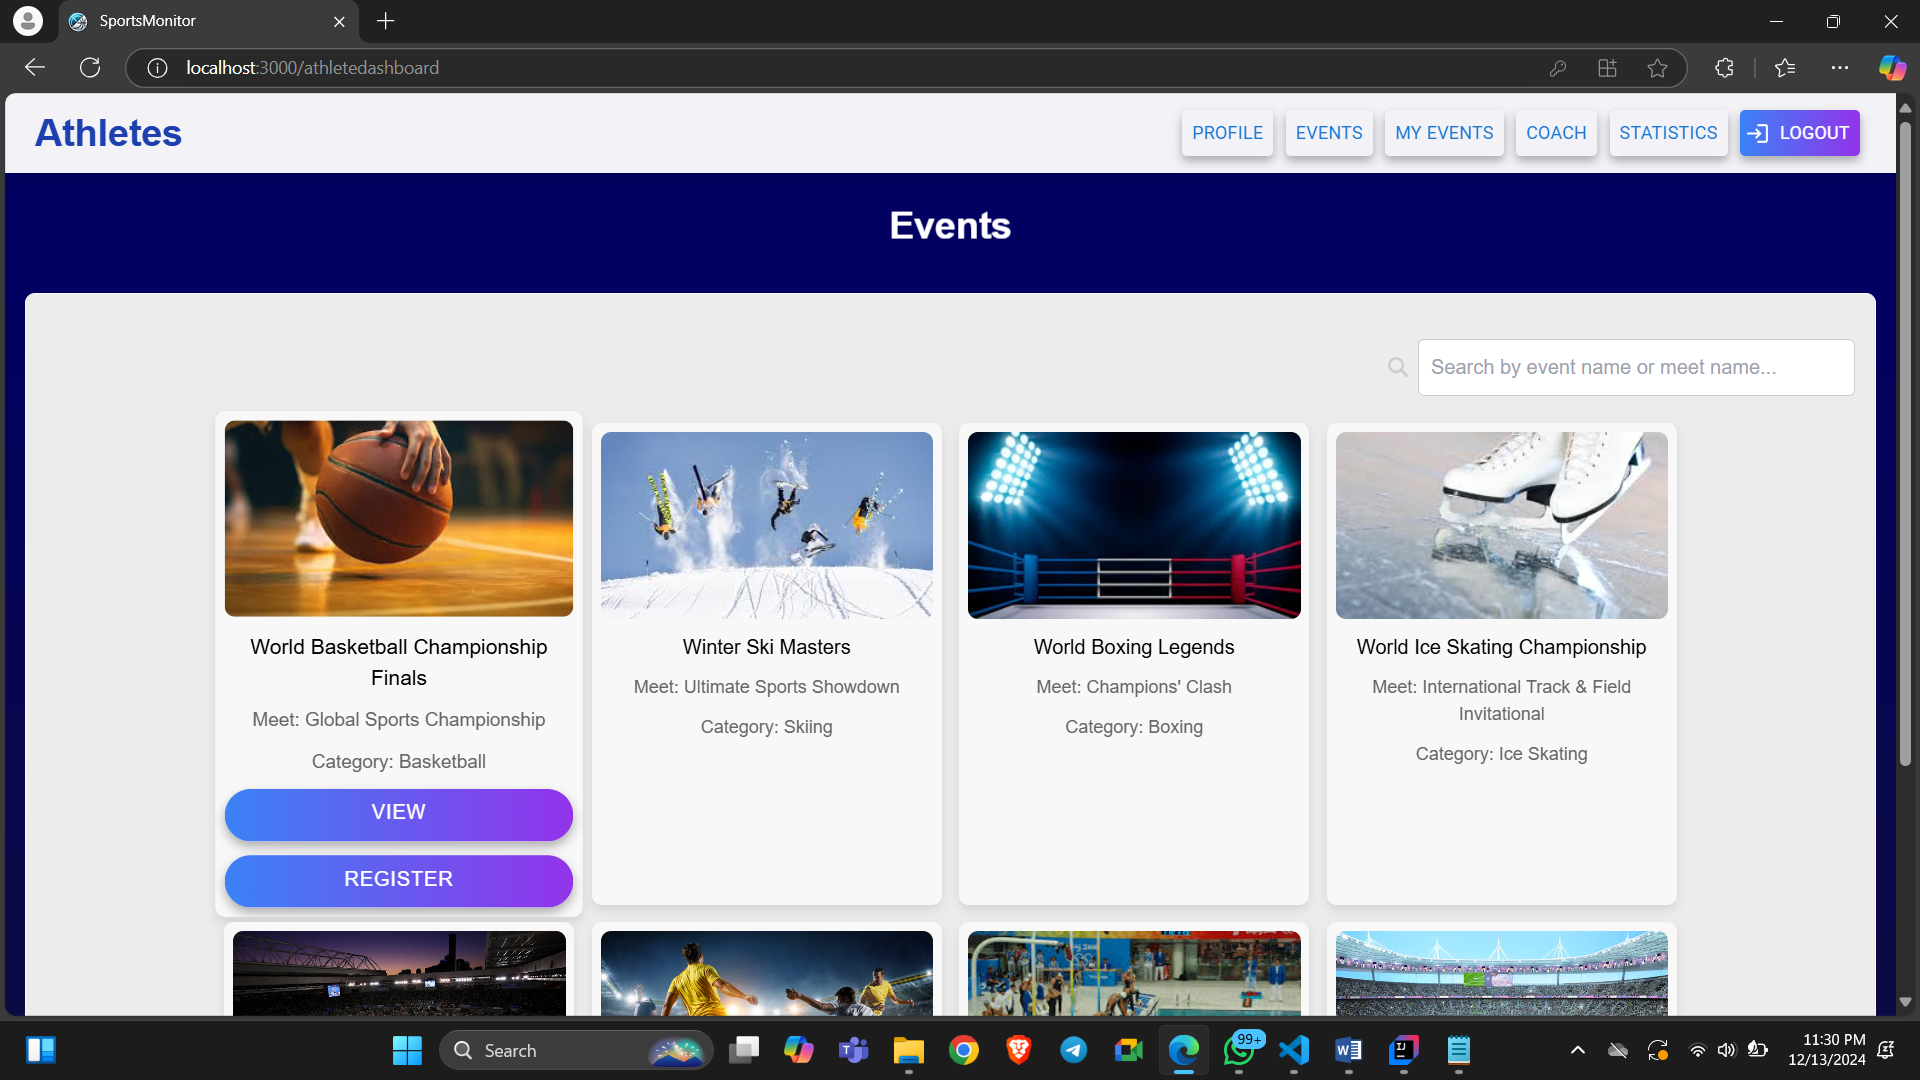 SportsMonitor
localhost:3000/athletedashboard
Athletes
PROFILE
EVENTS
MY EVENTS
COACH
STATISTICS
LOGOUT
Events
Search by event name or meet name...
World Basketball Championship
Finals
Meet: Global Sports Championship
Category: Basketball
VIEW
REGISTER
Winter Ski Masters
Meet: Ultimate Sports Showdown
Category: Skiing
World Boxing Legends
Meet: Champions' Clash
Category: Boxing
World Ice Skating Championship
Meet: International Track & Field
Invitational
Category: Ice Skating
Search
99+
11:30 PM
12/13/2024